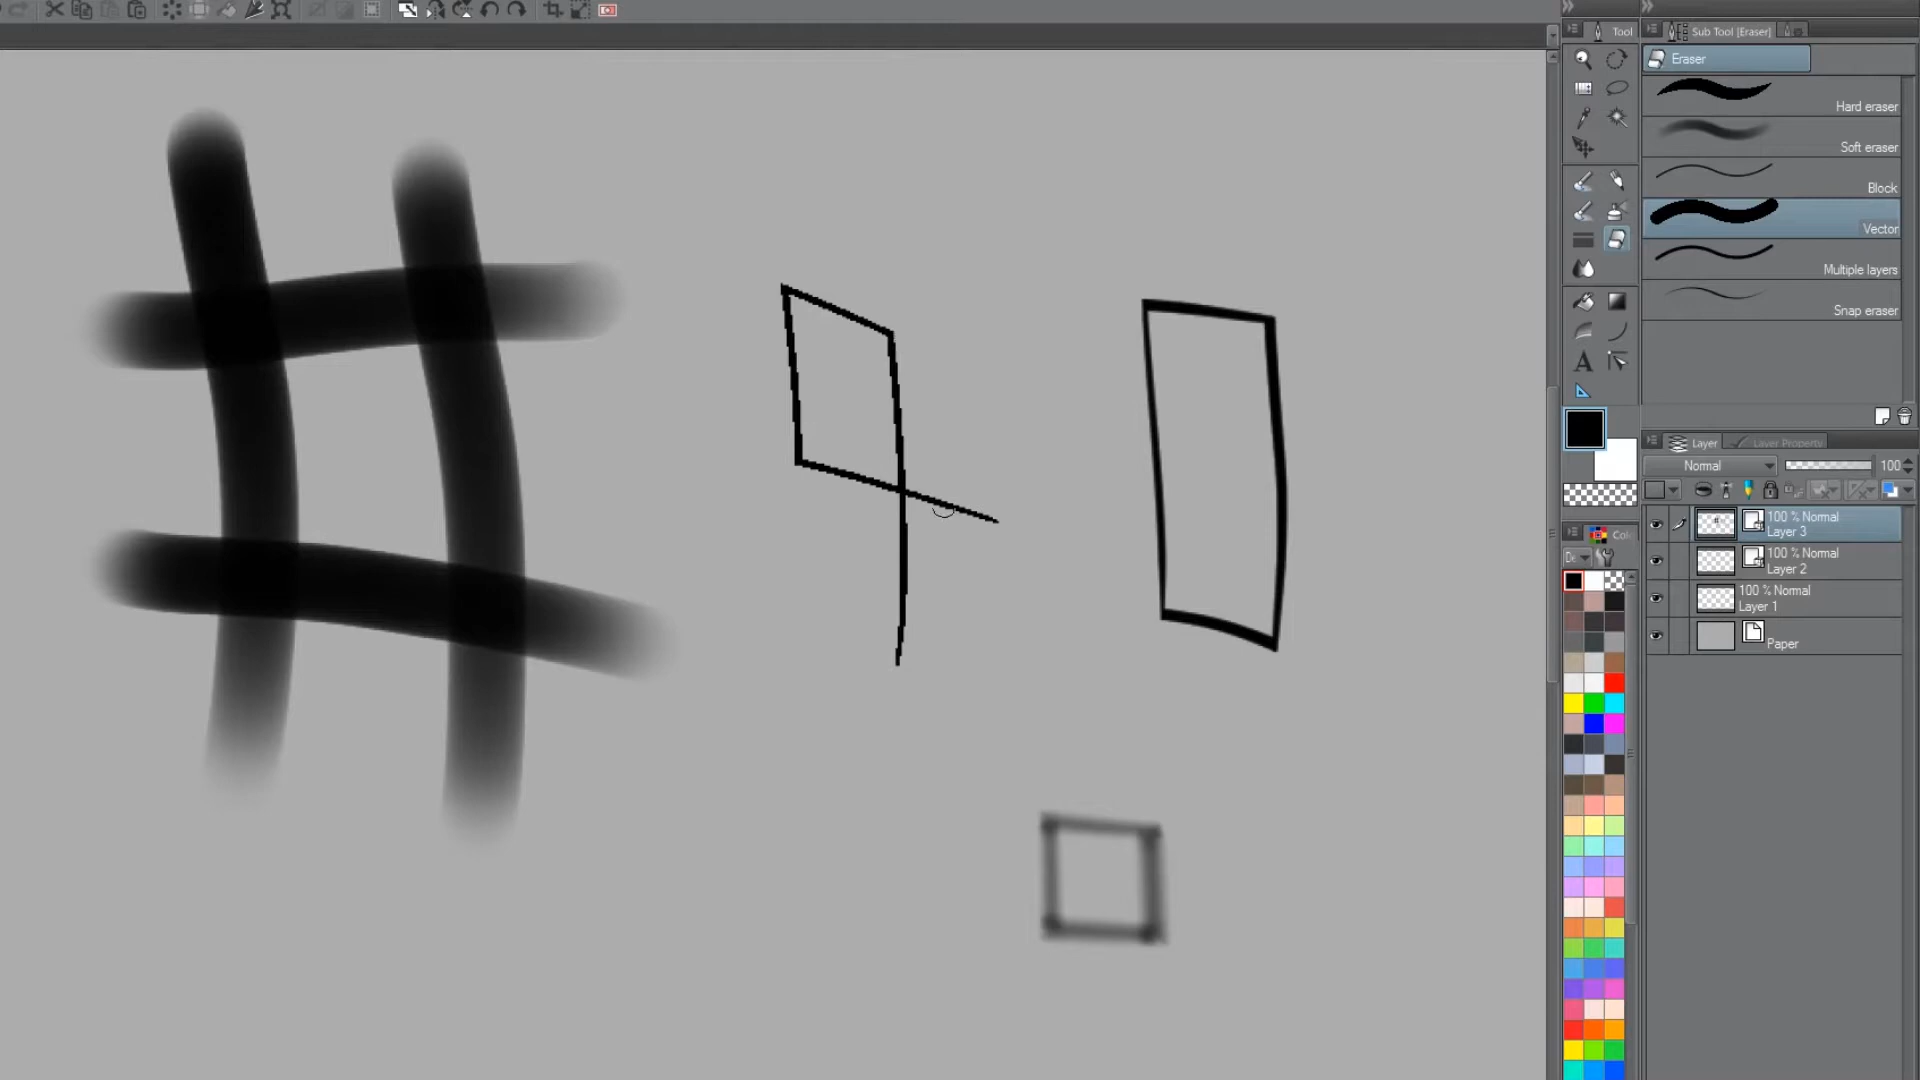 Tool
Sub Tool [Eraser]
Eraser
Hard eraser
Soft eraser
Block
Vector
Multiple layers
Snap eraser
A
Layer
Layer Property
Normal
100
100 % Normal
Layer 3
100 % Normal
Layer 2
100 % Normal
Layer 1
Paper
Col